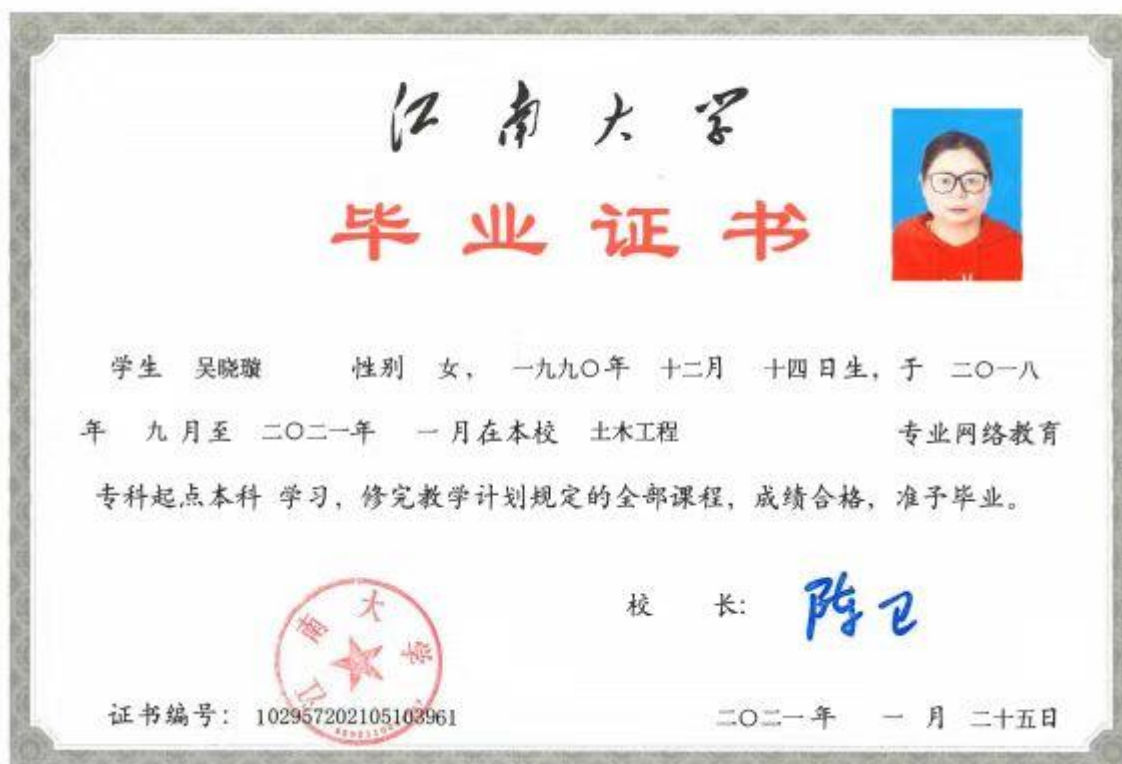 江南大学
毕业证书
学生 吴晓璇 性别 女， 一九九〇年 十二月 十四日生，于 二〇一八
年 九月至 二〇二一年 一月在本校 土木工程 专业网络教育
专科起点本科 学习，修完教学计划规定的全部课程，成绩合格，准予毕业。
校 长： 陈卫
江南大学
证书编号： 102957202105103961 二〇二一年 一月 二十五日